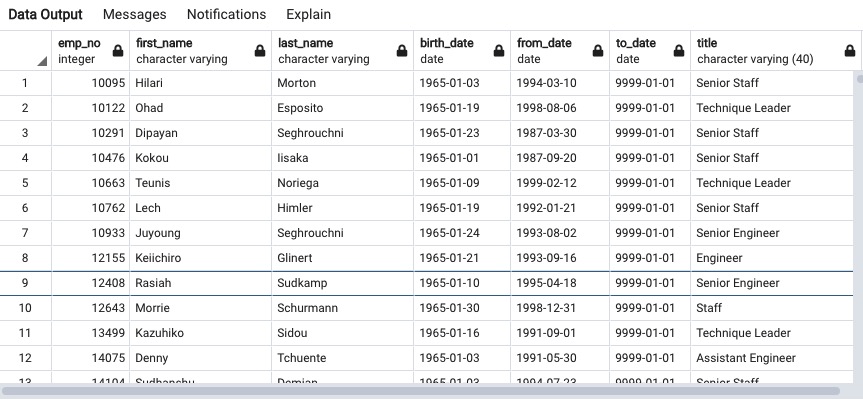 Data Output Messages Notifications Explain
emp_no first_name last_name birth_date from_date to_date title
integer character varying character varying date date date character varying (40)
1 10095 Hilari Morton 1965-01-03 1994-03-10 9999-01-01 Senior Staff
2 10122 Ohad Esposito 1965-01-19 1998-08-06 9999-01-01 Technique Leader
3 10291 Dipayan Seghrouchni 1965-01-23 1987-03-30 9999-01-01 Senior Staff
4 10476 Kokou Iisaka 1965-01-01 1987-09-20 9999-01-01 Senior Staff
5 10663 Teunis Noriega 1965-01-09 1999-02-12 9999-01-01 Technique Leader
6 10762 Lech Himler 1965-01-19 1992-01-21 9999-01-01 Senior Staff
7 10933 Juyoung Seghrouchni 1965-01-24 1993-08-02 9999-01-01 Senior Engineer
8 12155 Keiichiro Glinert 1965-01-21 1993-09-16 9999-01-01 Engineer
9 12408 Rasiah Sudkamp 1965-01-10 1995-04-18 9999-01-01 Senior Engineer
10 12643 Morrie Schurmann 1965-01-30 1998-12-31 9999-01-01 Staff
11 13499 Kazuhiko Sidou 1965-01-16 1991-09-01 9999-01-01 Technique Leader
12 14075 Denny Tchuente 1965-01-03 1991-05-30 9999-01-01 Assistant Engineer
13 14104 Sudhanshu Demian 1965-01-03 1994-07-23 9999-01-01 Senior Staff